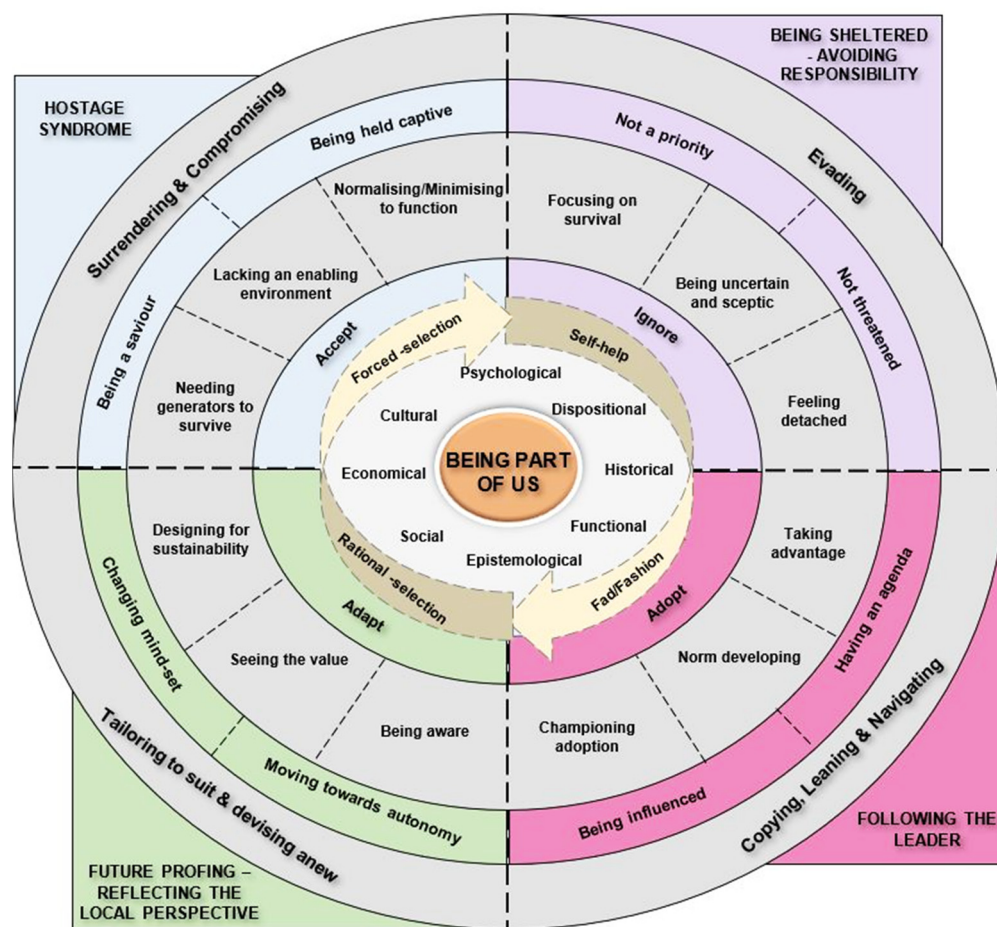 HOSTAGE
SYNDROME
BEING SHELTERED
- AVOIDING
RESPONSIBILITY
Surrendering & Compromising
Evading
Being held captive
Not a priority
Being a saviour
Not threatened
Normalising/Minimising
to function
Focusing on
survival
Lacking an enabling
environment
Being uncertain
and sceptic
Needing
generators to
survive
Feeling
detached
Accept
Ignore
Forced -selection
Self-help
Psychological
Cultural
Dispositional
Economical
BEING PART
OF US
Historical
Social
Functional
Epistemological
Rational -selection
Fad/Fashion
Adapt
Adopt
Designing for
sustainability
Taking
advantage
Seeing the value
Norm developing
Being aware
Championing
adoption
Changing mind-set
Having an agenda
Moving towards autonomy
Being influenced
Tailoring to suit & devising anew
Copying, Leaning & Navigating
FUTURE PROFING –
REFLECTING THE
LOCAL PERSPECTIVE
FOLLOWING THE
LEADER